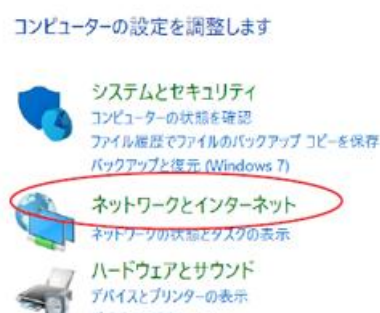 コンピューターの設定を調整します
システムとセキュリティ
コンピューターの状態を確認
ファイル履歴でファイルのバックアップ コピーを保存
バックアップと復元 (Windows 7)
ネットワークとインターネット
ネットワークの状態とタスクの表示
ハードウェアとサウンド
デバイスとプリンターの表示